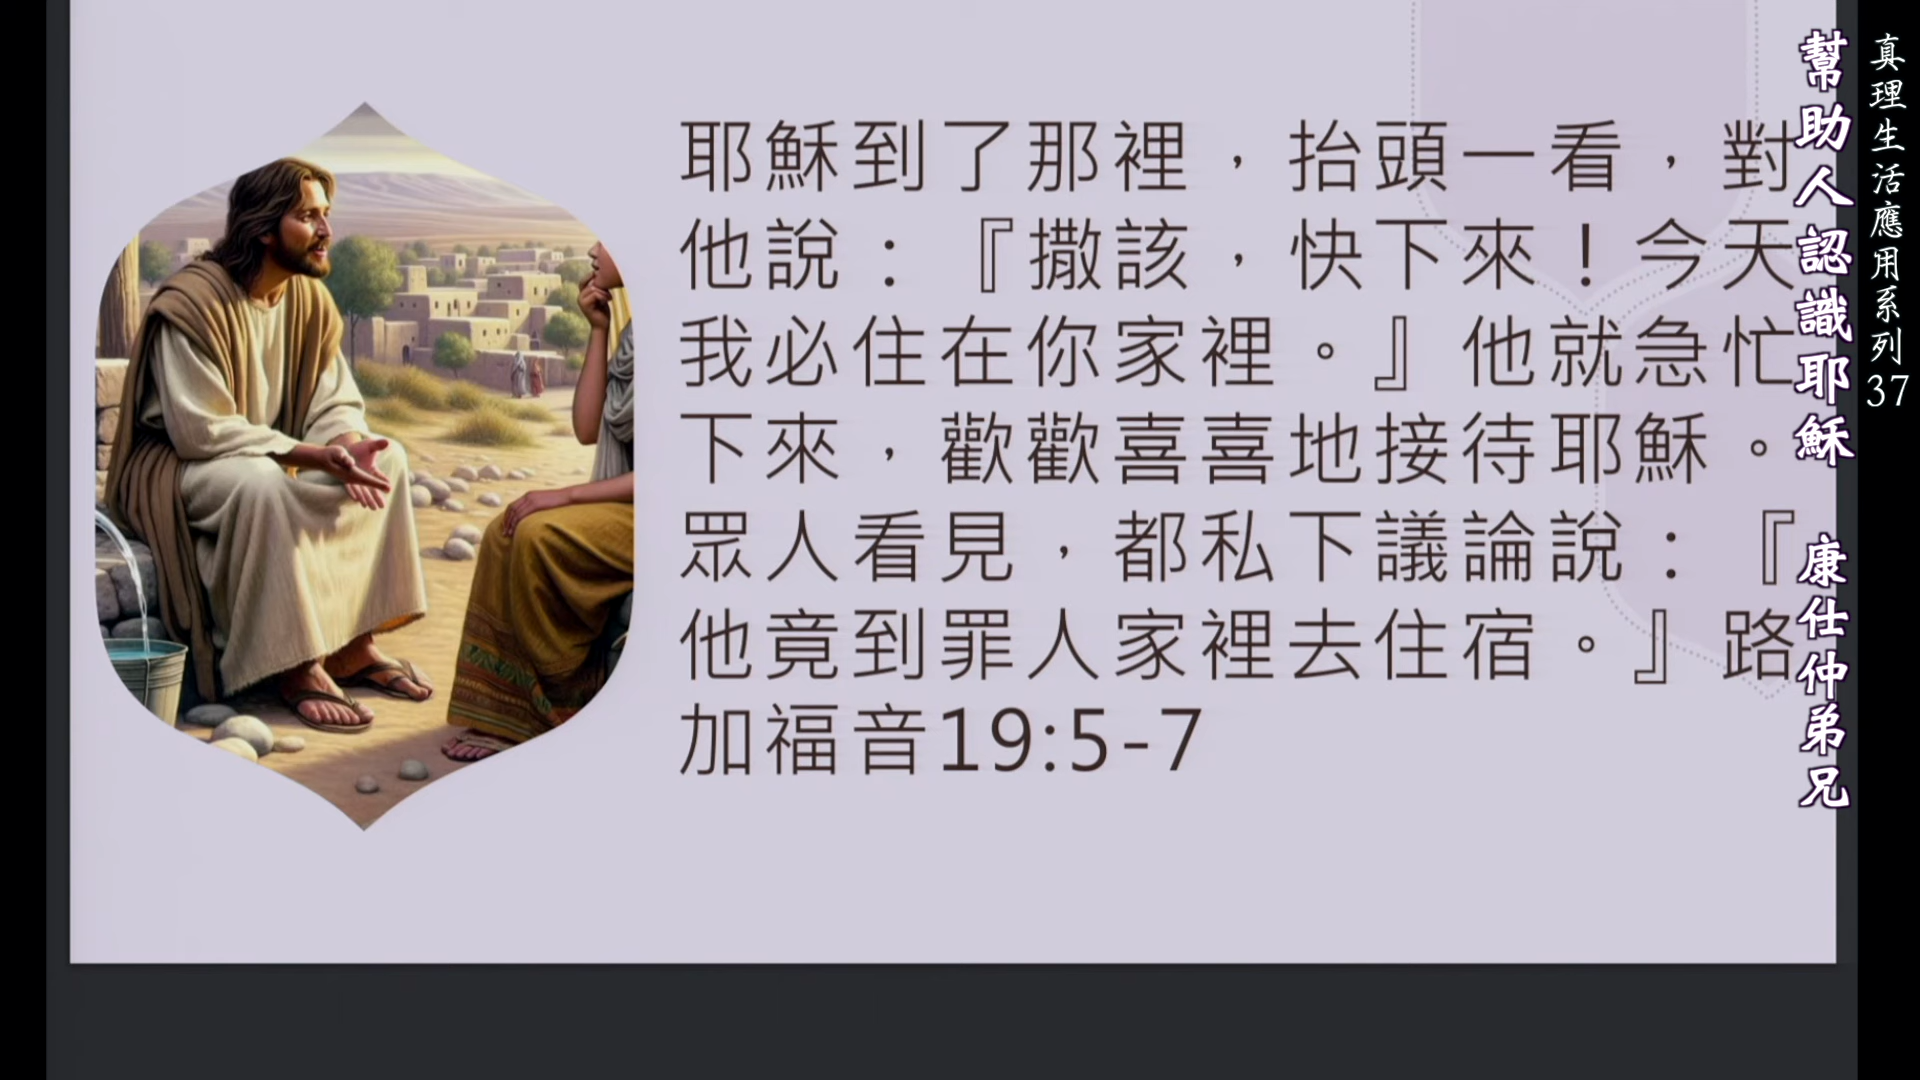 耶穌到了那裡，抬頭一看，對
他說：『撒該，快下來！今天
我必住在你家裡。』他就急忙
下來，歡歡喜喜地接待耶穌。
眾人看見，都私下議論說：『
他竟到罪人家裡去住宿。』路
加福音19:5-7
真理生活應用系列37
幫助人認識耶穌 康仕仲弟兄